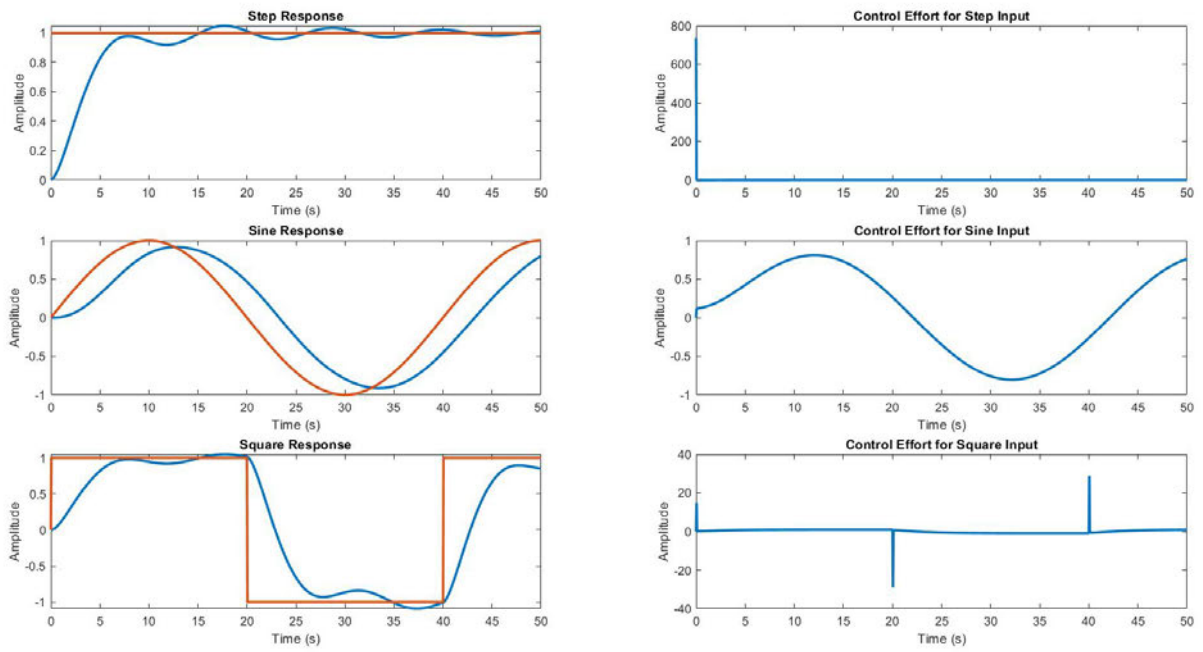 Step Response
1
0.8
0.6
0.4
0.2
0
Amplitude
0 5 10 15 20 25 30 35 40 45 50
Time (s)
Control Effort for Step Input
800
600
400
200
0
Amplitude
0 5 10 15 20 25 30 35 40 45 50
Time (s)
Sine Response
1
0.5
0
-0.5
-1
Amplitude
0 5 10 15 20 25 30 35 40 45 50
Time (s)
Control Effort for Sine Input
1
0.5
0
-0.5
-1
Amplitude
0 5 10 15 20 25 30 35 40 45 50
Time (s)
Square Response
1
0.5
0
-0.5
-1
Amplitude
0 5 10 15 20 25 30 35 40 45 50
Time (s)
Control Effort for Square Input
40
20
0
-20
-40
Amplitude
0 5 10 15 20 25 30 35 40 45 50
Time (s)